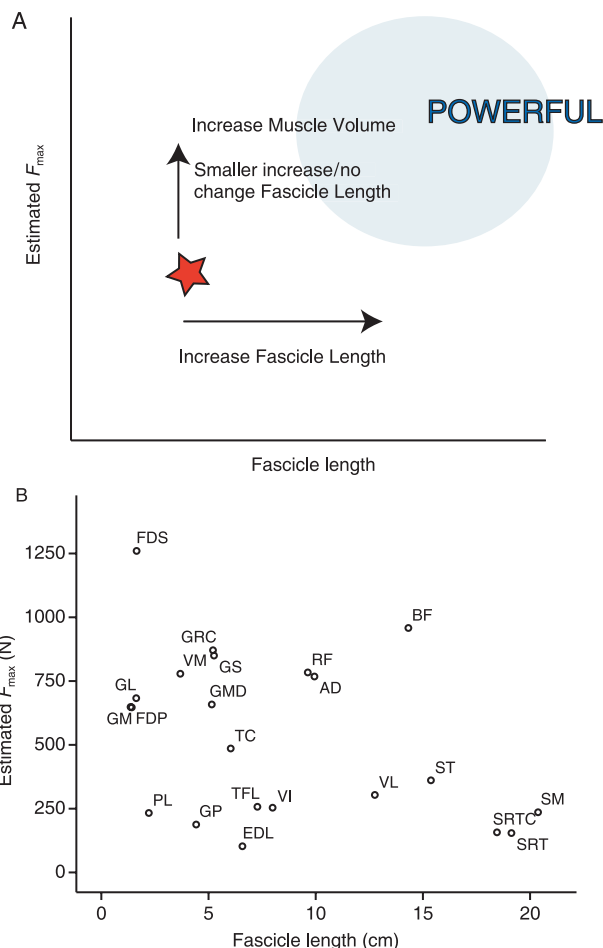 A
POWERFUL
Increase Muscle Volume
Smaller increase/no
change Fascicle Length
Estimated Fmax
Increase Fascicle Length
Fascicle length
B
FDS
1250
BF
1000
GRC
GS
VM
RF
AD
750
GL
GMD
GM FDP
TC
500
Estimated Fmax (N)
ST
VL
TFL
VI
PL
GP
SM
250
SRTC
EDL
SRT
0
0 5 10 15 20
Fascicle length (cm)